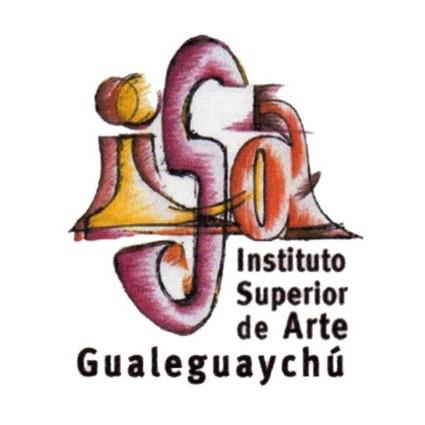 isa
Instituto
Superior
de Arte
Gualeguaychú